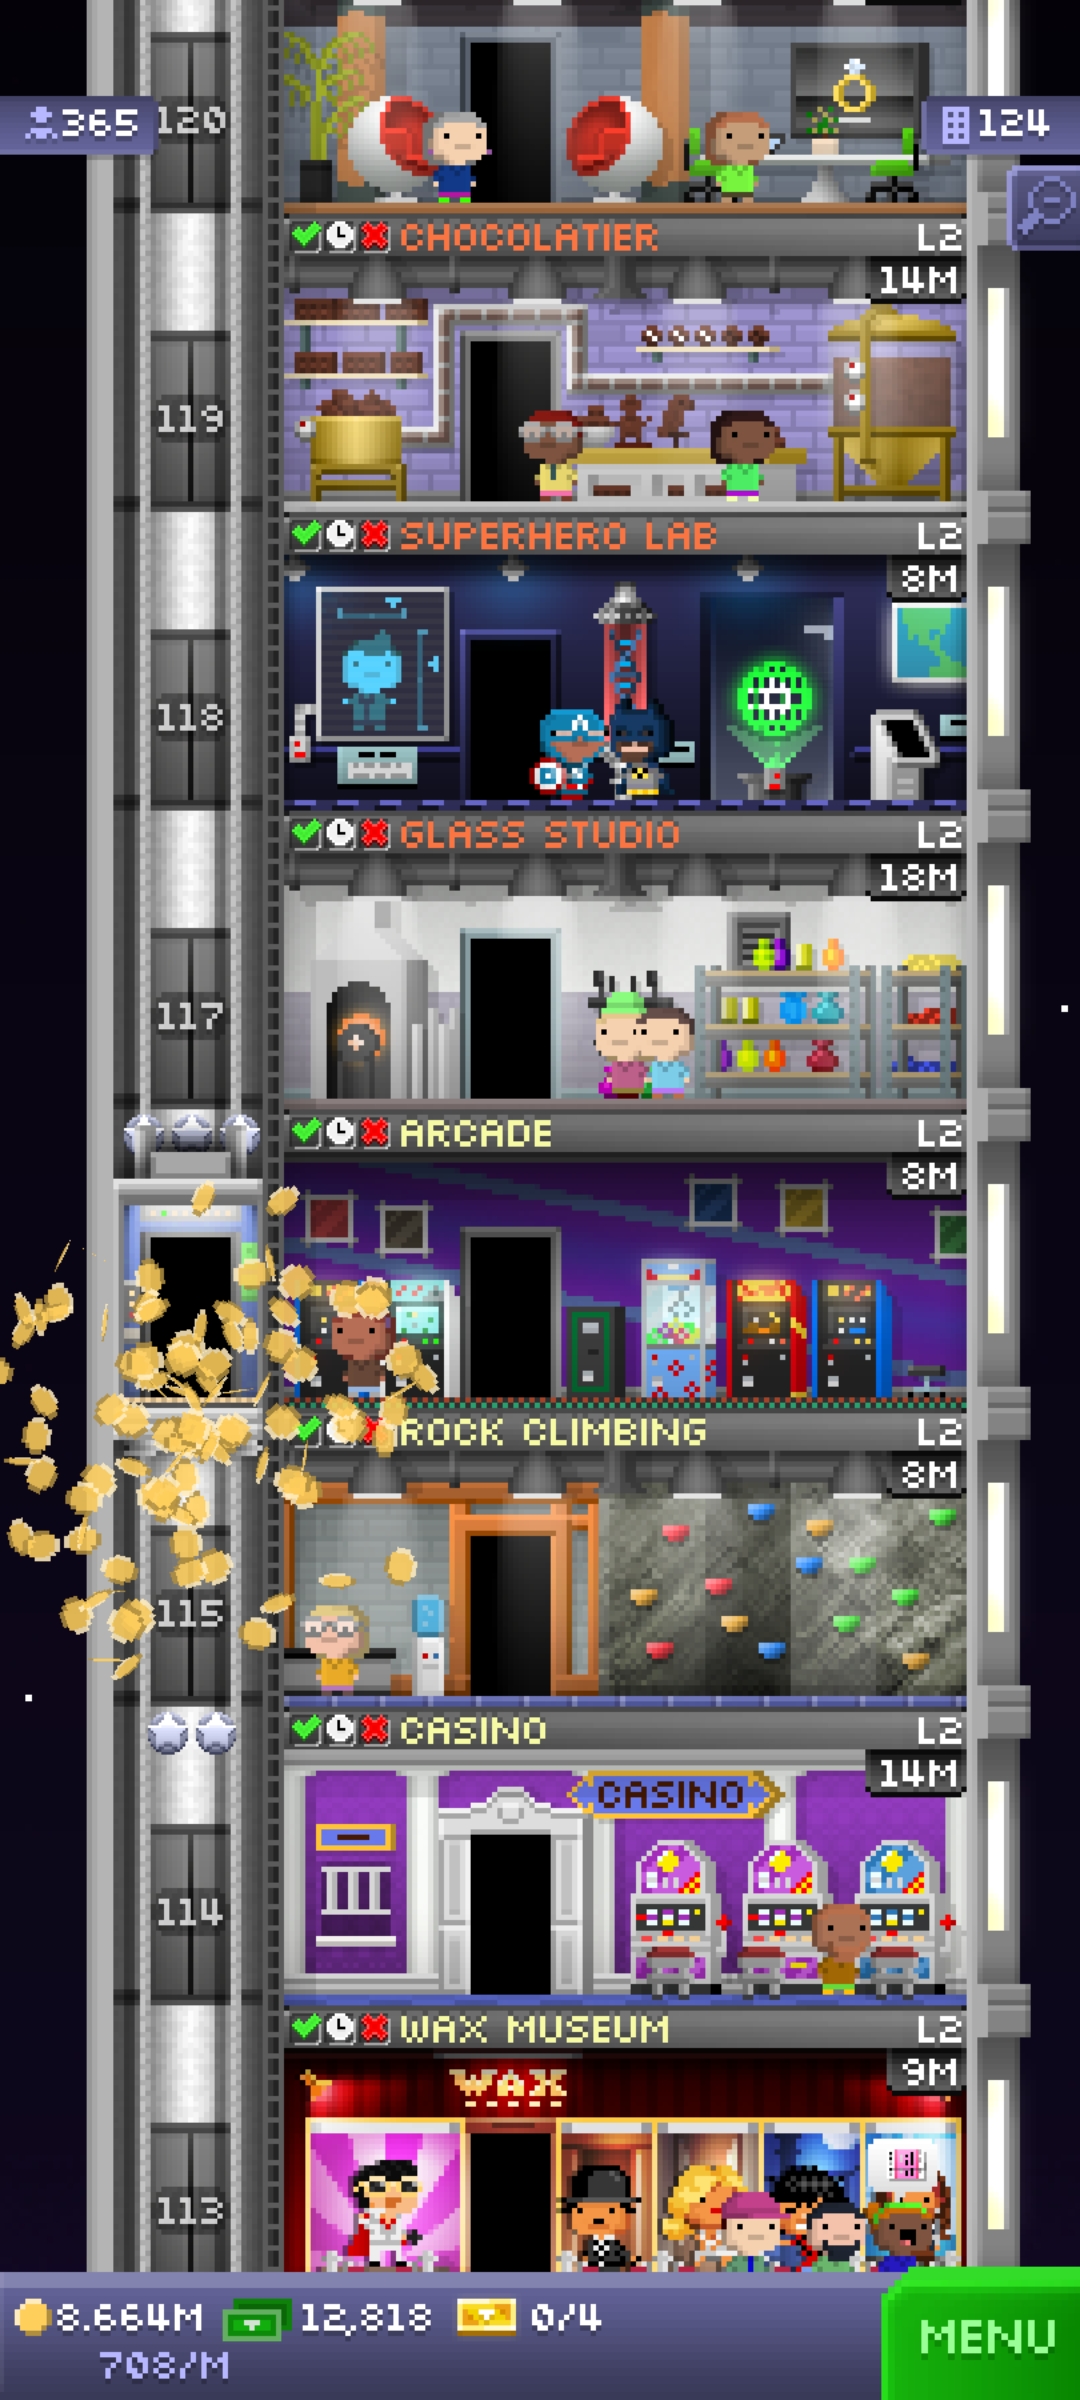 120
365
124
CHOCOLATIER L2
14M
119
SUPERHERO LAB L2
8M
118
GLASS STUDIO L2
18M
117
ARCADE L2
8M
ROCK CLIMBING L2
8M
115
CASINO L2
14M
CASINO
114
WAX MUSEUM L2
9M
WAX
113
8.664M 12,818 0/4
708/M
MENU